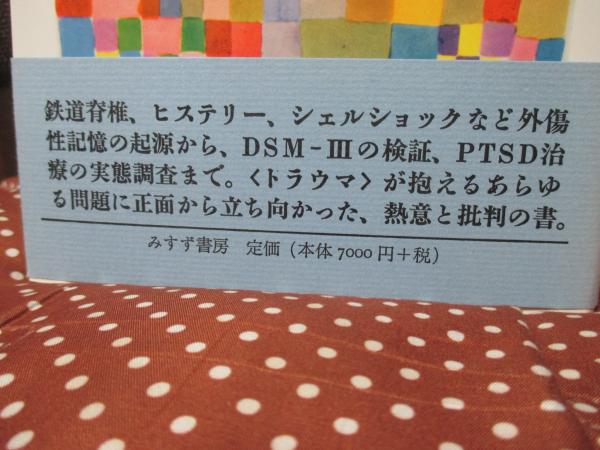 鉄道脊椎、ヒステリー、シェルショックなど外傷
性記憶の起源から、DSM-Ⅲの検証、PTSD治
療の実態調査まで。〈トラウマ〉が抱えるあらゆ
る問題に正面から立ち向かった、熱意と批判の書。
みすず書房 定価（本体7000円＋税）